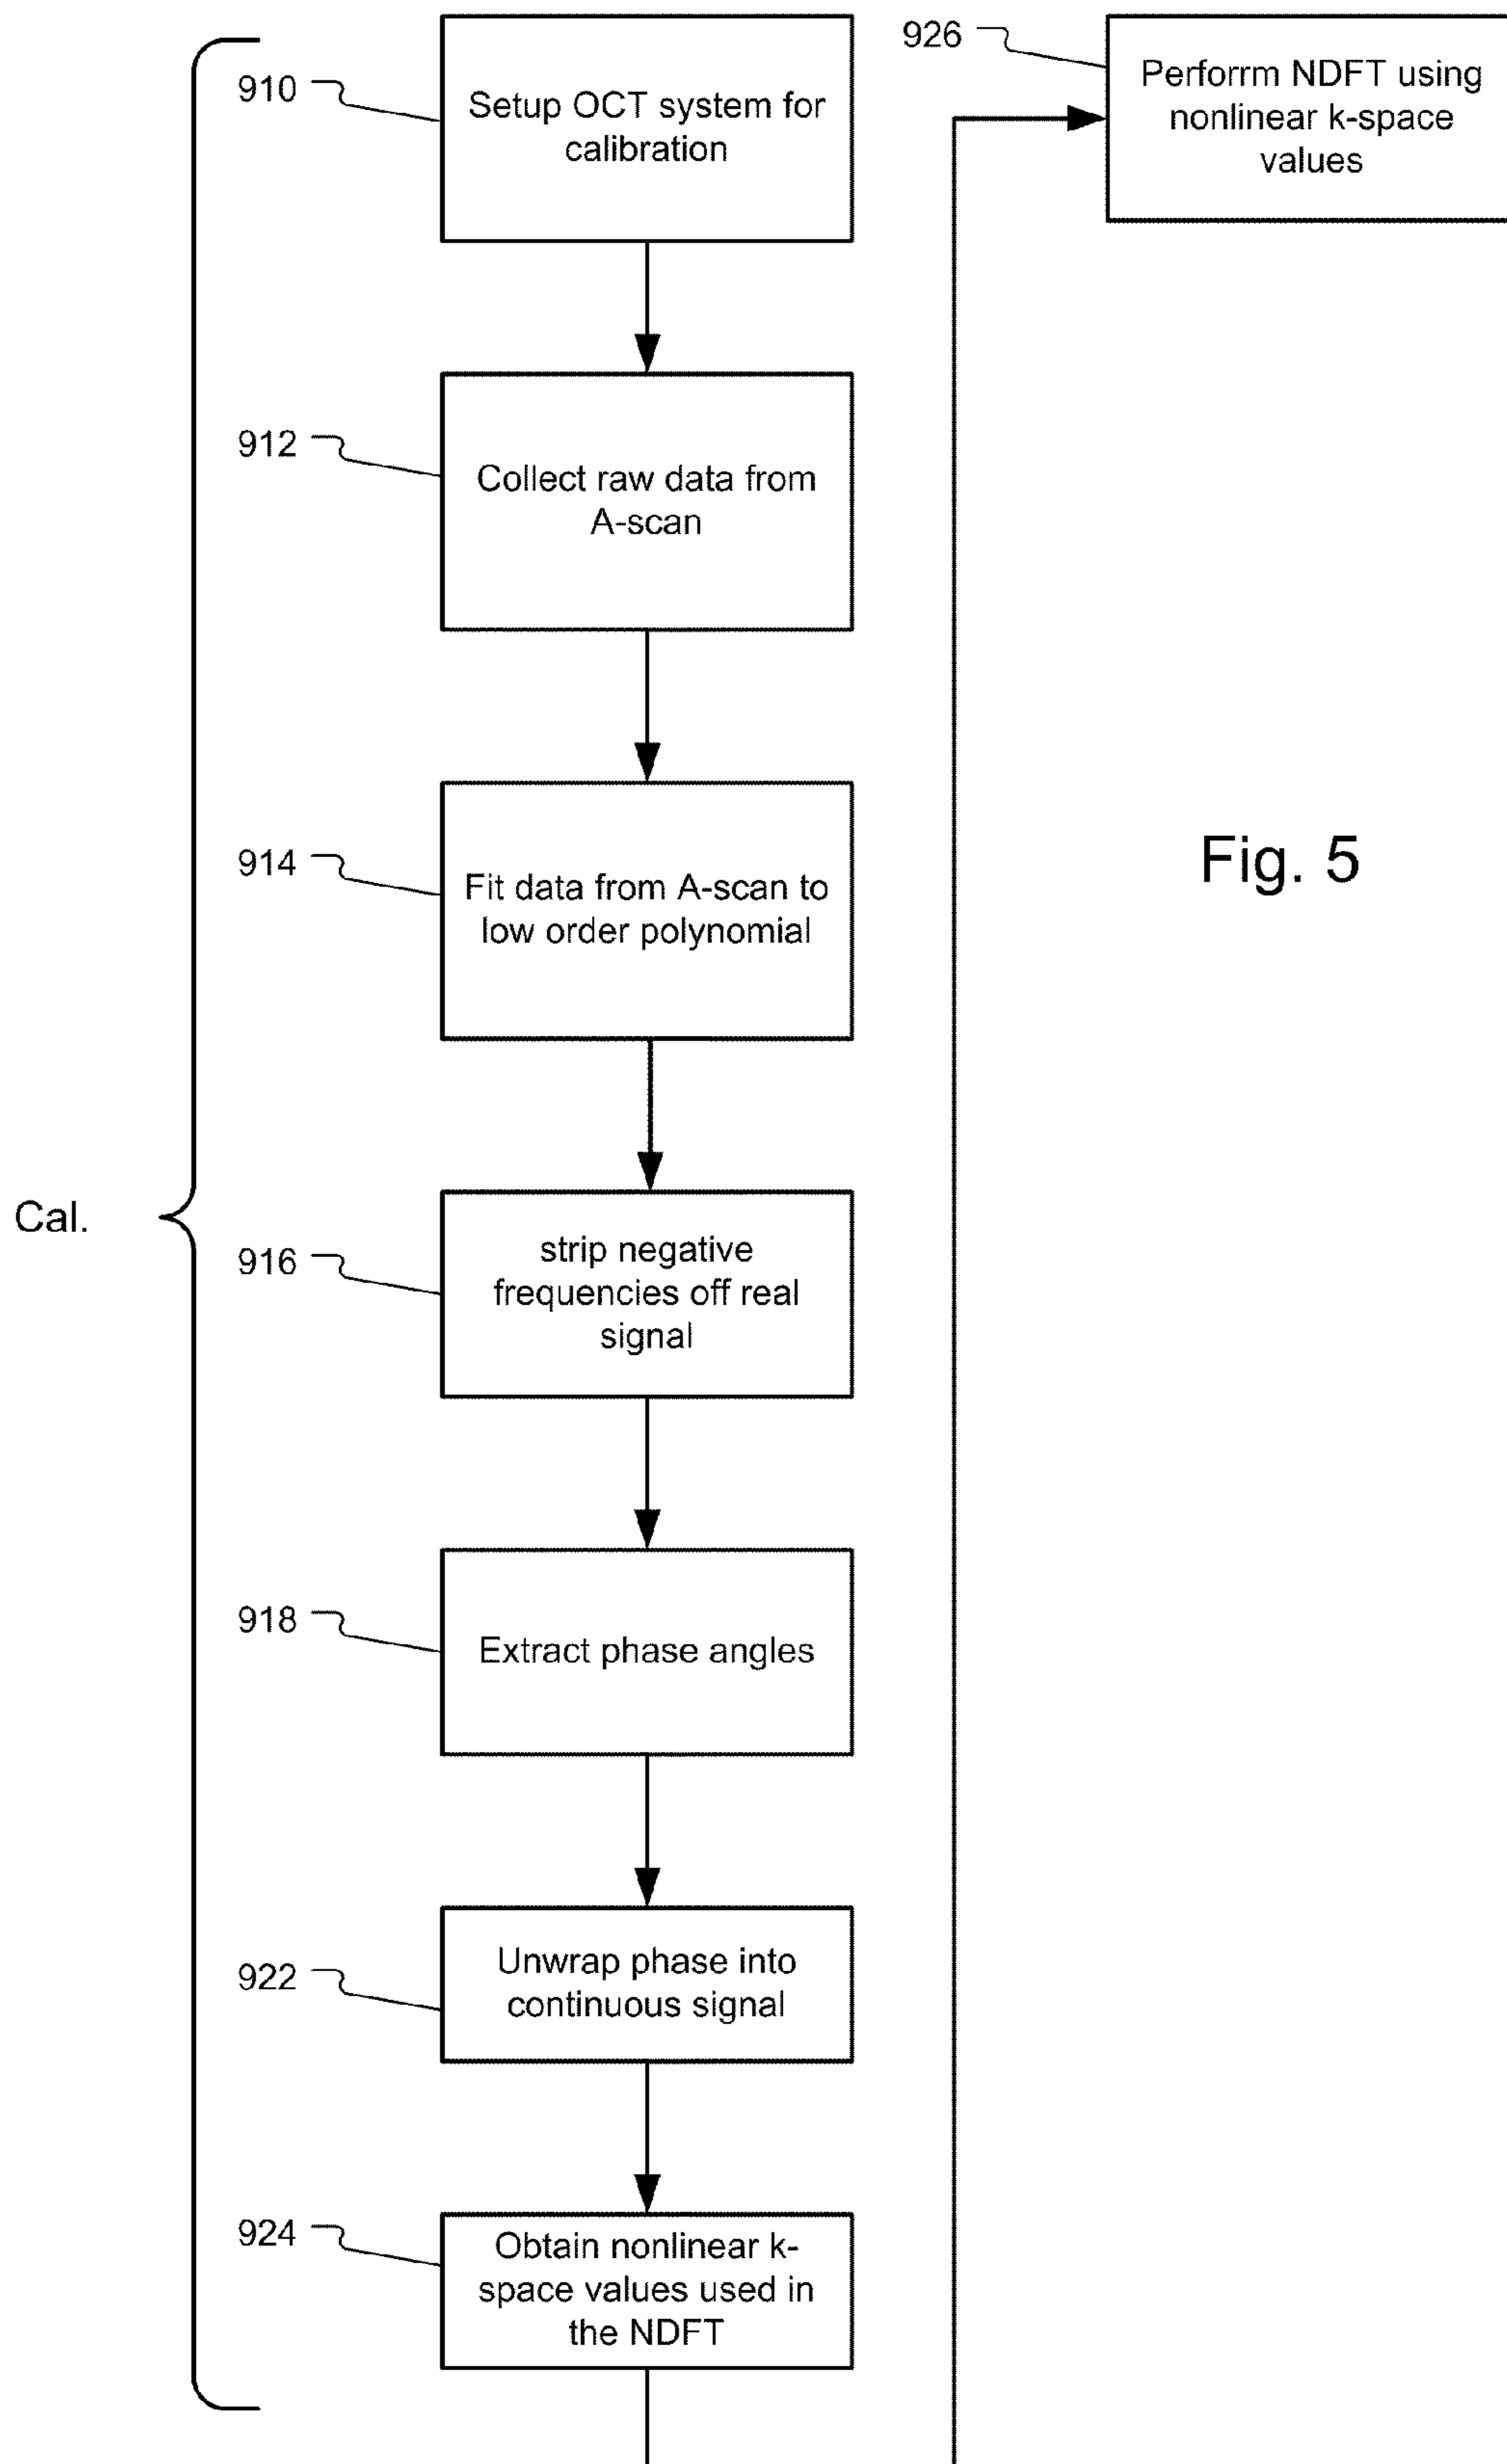 910
Setup OCT system for
calibration
912
Collect raw data from
A-scan
914
Fit data from A-scan to
low order polynomial
Cal.
916
strip negative
frequencies off real
signal
918
Extract phase angles
922
Unwrap phase into
continuous signal
924
Obtain nonlinear k-
space values used in
the NDFT
926
Perforrm NDFT using
nonlinear k-space
values
Fig. 5